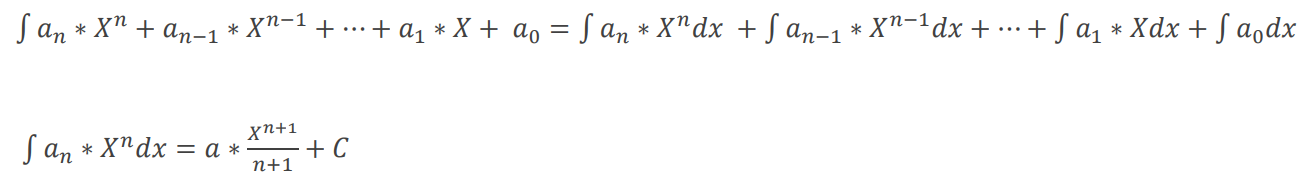 ∫ aₙ * Xⁿ + aₙ₋₁ * Xⁿ⁻¹ + ⋯ + a₁ * X + a₀ = ∫ aₙ * Xⁿdx + ∫ aₙ₋₁ * Xⁿ⁻¹dx + ⋯ + ∫ a₁ * Xdx + ∫ a₀dx
∫ aₙ * Xⁿdx = a * \frac{Xⁿ⁺¹}{n+1} + C